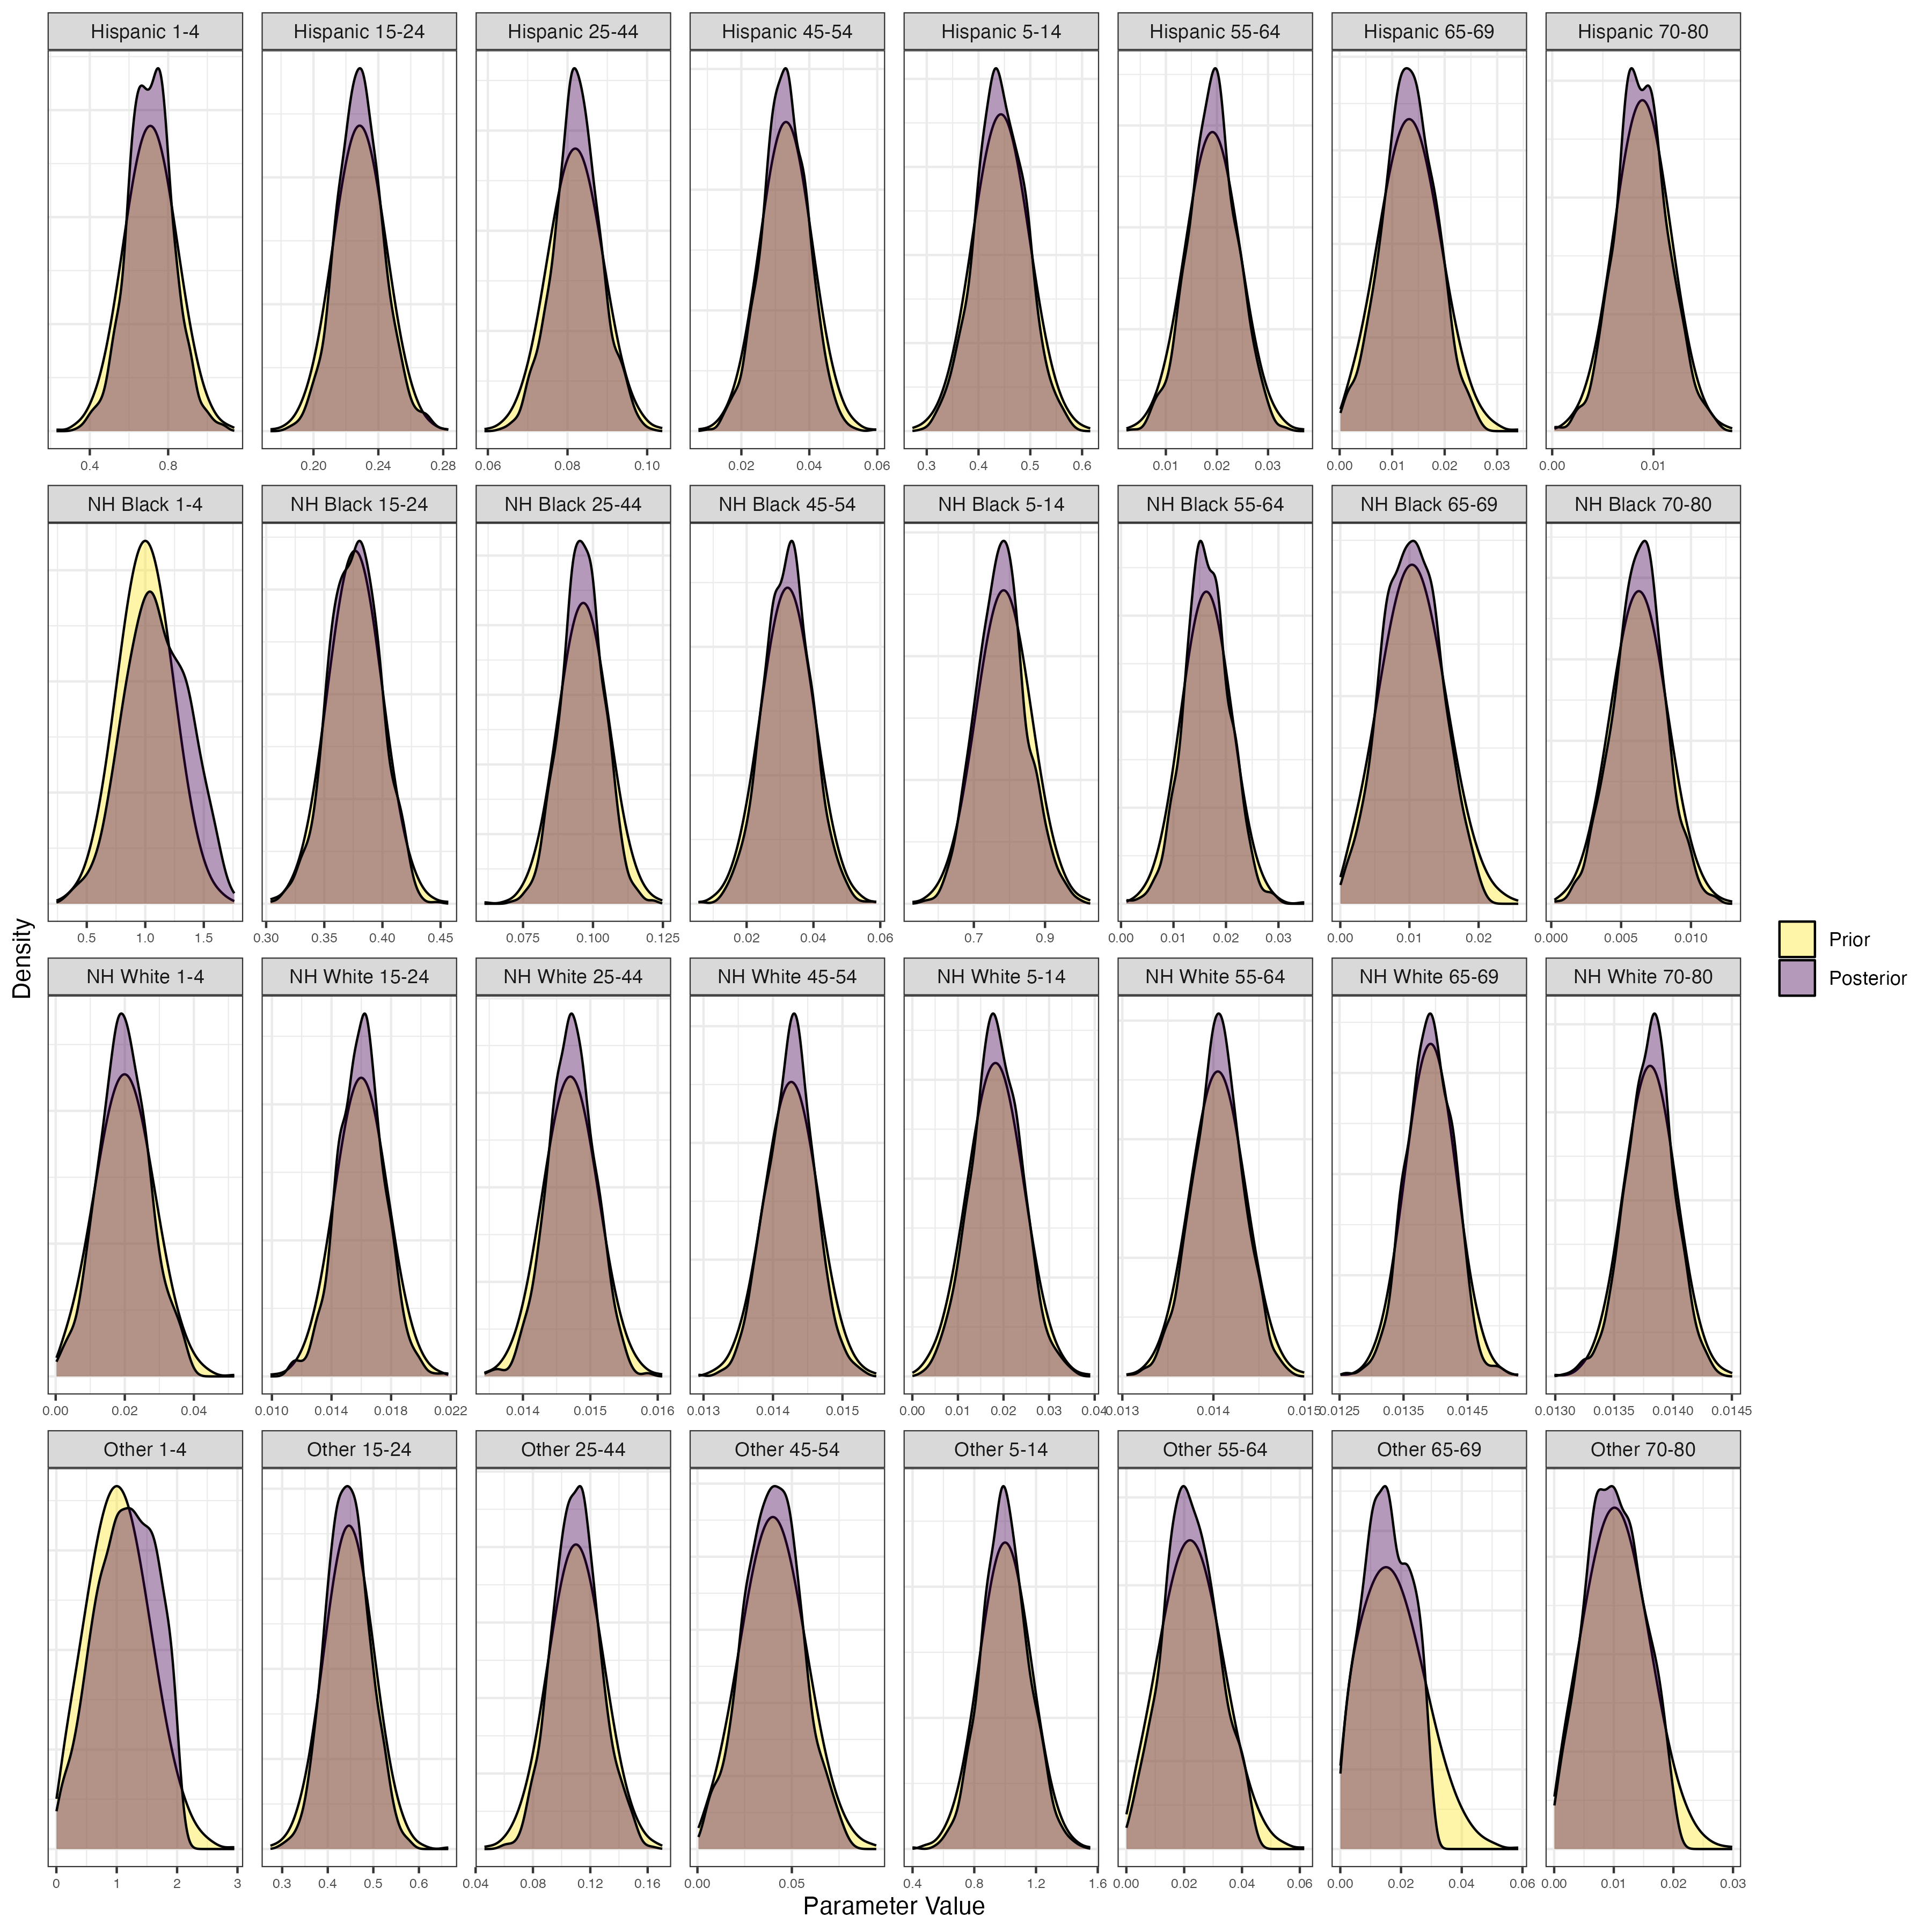 Hispanic 1-4 Hispanic 15-24 Hispanic 25-44 Hispanic 45-54 Hispanic 5-14 Hispanic 55-64 Hispanic 65-69 Hispanic 70-80
0.4 0.8 0.20 0.24 0.28 0.06 0.08 0.10 0.02 0.04 0.06 0.3 0.4 0.5 0.6 0.01 0.02 0.03 0.00 0.01 0.02 0.03 0.00 0.01
NH Black 1-4 NH Black 15-24 NH Black 25-44 NH Black 45-54 NH Black 5-14 NH Black 55-64 NH Black 65-69 NH Black 70-80
0.5 1.0 1.5 0.30 0.35 0.40 0.45 0.075 0.100 0.125 0.02 0.04 0.06 0.7 0.9 0.00 0.01 0.02 0.03 0.00 0.01 0.02 0.000 0.005 0.010
Density
Prior
Posterior
NH White 1-4 NH White 15-24 NH White 25-44 NH White 45-54 NH White 5-14 NH White 55-64 NH White 65-69 NH White 70-80
0.00 0.02 0.04 0.010 0.014 0.018 0.022 0.014 0.015 0.016 0.013 0.014 0.015 0.00 0.01 0.02 0.03 0.04 0.013 0.014 0.015 0.0125 0.0135 0.0145 0.0130 0.0135 0.0140 0.0145
Other 1-4 Other 15-24 Other 25-44 Other 45-54 Other 5-14 Other 55-64 Other 65-69 Other 70-80
0 1 2 3 0.3 0.4 0.5 0.6 0.04 0.08 0.12 0.16 0.00 0.05 0.4 0.8 1.2 1.6 0.00 0.02 0.04 0.06 0.00 0.02 0.04 0.06 0.00 0.01 0.02 0.03
Parameter Value